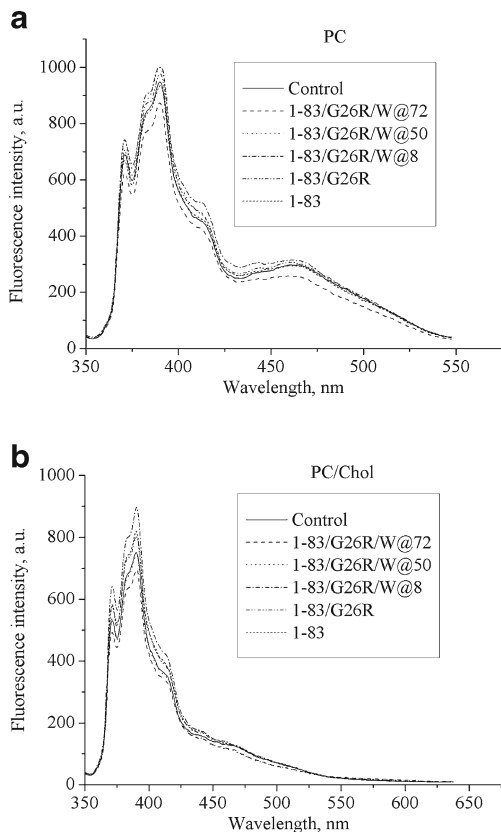 a
PC
1000
800
600
400
200
0
Fluorescence intensity, a.u.
Control
1-83/G26R/W@72
1-83/G26R/W@50
1-83/G26R/W@8
1-83/G26R
1-83
350 400 450 500 550
Wavelength, nm
b
PC/Chol
1000
800
600
400
200
0
Fluorescence intensity, a.u.
Control
1-83/G26R/W@72
1-83/G26R/W@50
1-83/G26R/W@8
1-83/G26R
1-83
350 400 450 500 550 600 650
Wavelength, nm